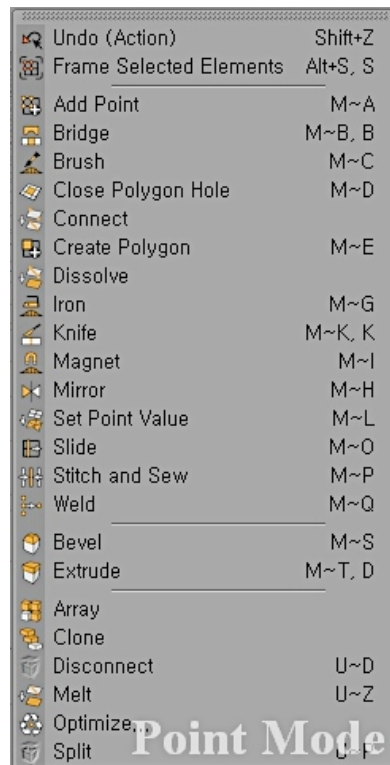 Undo (Action) Shift+Z
Frame Selected Elements Alt+S, S
Add Point M~A
Bridge M~B, B
Brush M~C
Close Polygon Hole M~D
Connect
Create Polygon M~E
Dissolve
Iron M~G
Knife M~K, K
Magnet M~I
Mirror M~H
Set Point Value M~L
Slide M~O
Stitch and Sew M~P
Weld M~Q
Bevel M~S
Extrude M~T, D
Array
Clone
Disconnect U~D
Melt U~Z
Optimize...
Split U~P
Point Mode